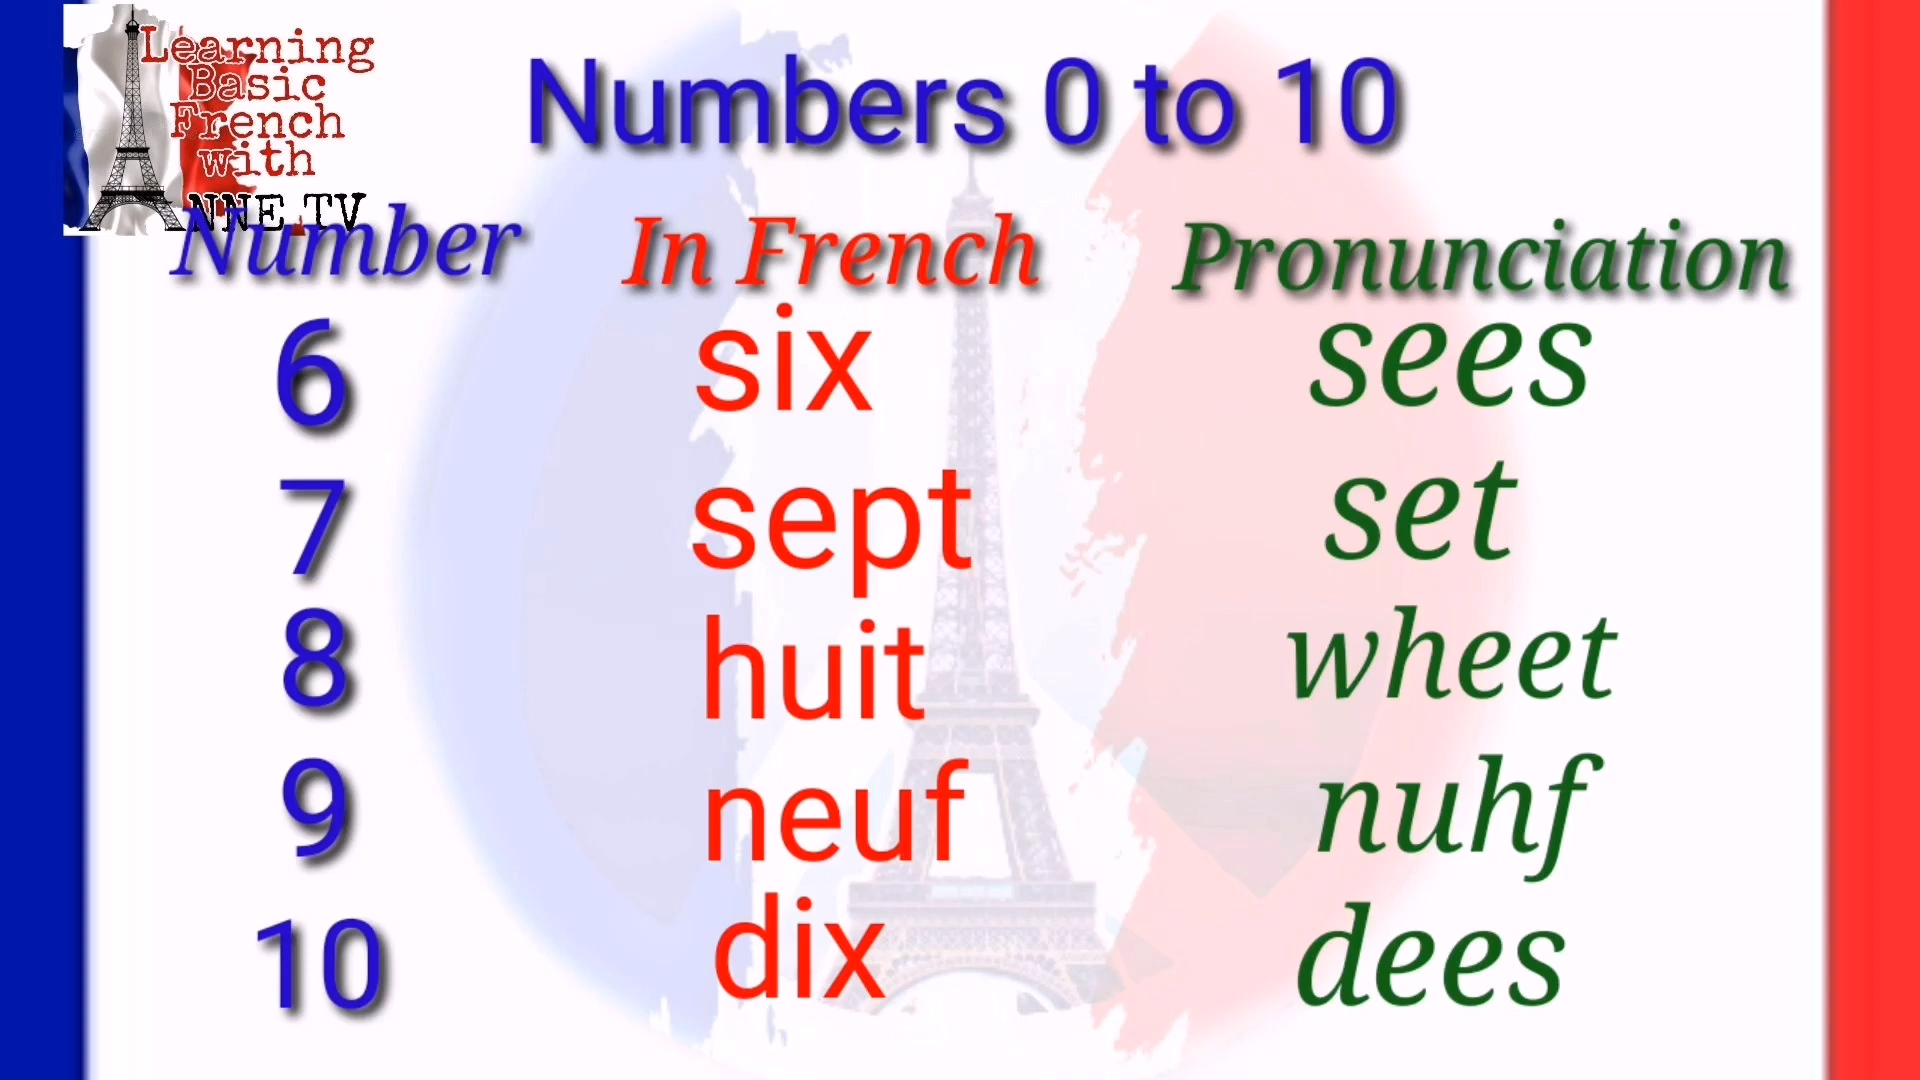 Learning
Basic
French
with
NNE.TV
Numbers 0 to 10
Number In French Pronunciation
6 six sees
7 sept set
8 huit wheet
9 neuf nuhf
10 dix dees